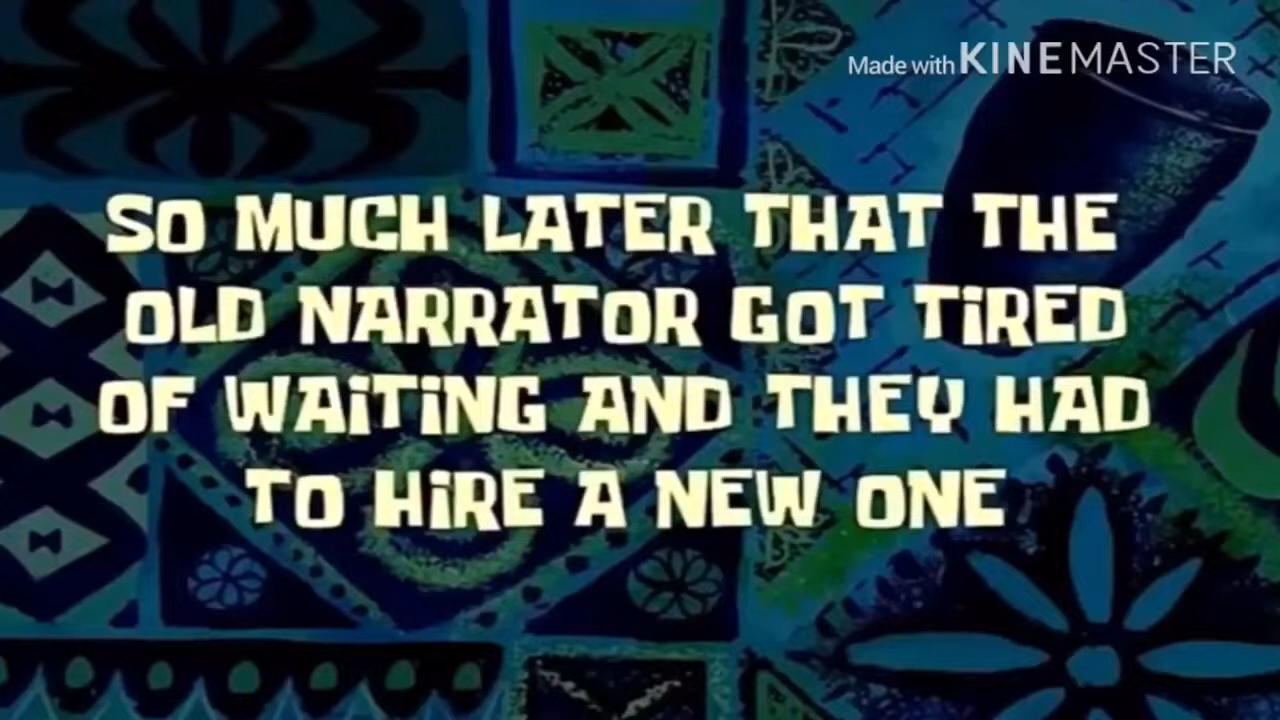 Made with KINEMASTER
SO MUCH LATER THAT THE
OLD NARRATOR GOT TiRED
OF WAiTiNG AND THEY HAD
TO HiRE A NEW ONE